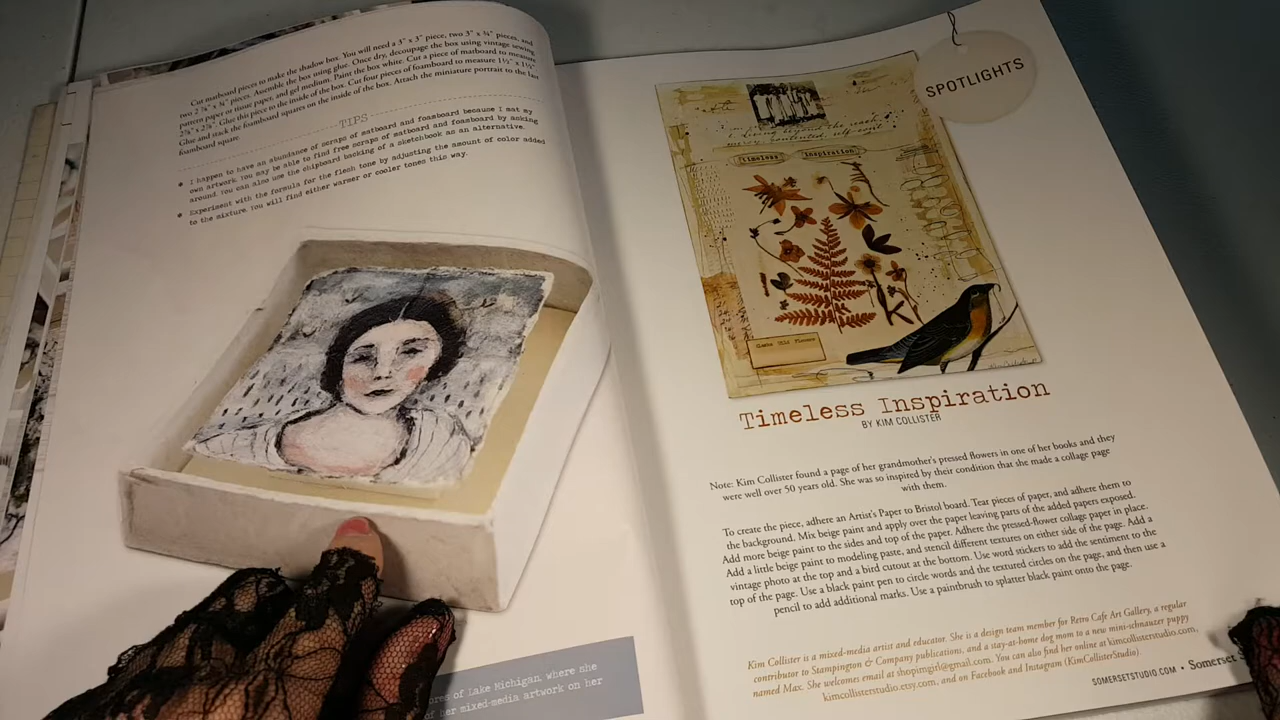 Cut matboard pieces to make the shadow box. You will need a 3" x 3" piece, two 3" x ¾" pieces, and
two 2 ⅞" x ¾" pieces. Assemble the box using glue. Once dry, decoupage the box using vintage sewing
pattern paper or tissue paper, and gel medium. Paint the box white. Cut a piece of matboard to measure
2⅞" x 2⅞". Glue this piece to the inside of the box. Cut four pieces of foamboard to measure 1½" x 1½"
Glue and stack the foamboard squares on the inside of the box. Attach the miniature portrait to the last
foamboard square.
TIPS
• I happen to have an abundance of scraps of matboard and foamboard because I mat my
own artwork. You may be able to find free scraps of matboard and foamboard by asking
around. You can also use the chipboard backing of a sketchbook as an alternative.
• Experiment with the formula for the flesh tone by adjusting the amount of color added
to the mixture. You will find either warmer or cooler tones this way.
ores of Lake Michigan, where she
of her mixed-media artwork on her
SPOTLIGHTS
timeless inspiration
Timeless Inspiration
BY KIM COLLISTER
Note: Kim Collister found a page of her grandmother's pressed flowers in one of her books and they
were well over 50 years old. She was so inspired by their condition that she made a collage page
with them.
To create the piece, adhere an Artist's Paper to Bristol board. Tear pieces of paper, and adhere them to
the background. Mix beige paint and apply over the paper leaving parts of the added papers exposed.
Add more beige paint to the sides and top of the paper. Adhere the pressed-flower collage paper in place.
Add a little beige paint to modeling paste, and stencil different textures on either side of the page. Add a
vintage photo at the top and a bird cutout at the bottom. Use word stickers to add the sentiment to the
top of the page. Use a black paint pen to circle words and the textured circles on the page, and then use a
pencil to add additional marks. Use a paintbrush to splatter black paint onto the page.
Kim Collister is a mixed-media artist and educator. She is a design team member for Retro Cafe Art Gallery, a regular
contributor to Stampington & Company publications, and a stay-at-home dog mom to a new mini-schnauzer puppy
named Max. She welcomes email at shopimgirl@gmail.com. You can also find her online at kimcollisterstudio.com,
kimcollisterstudio.etsy.com, and on Facebook and Instagram (KimCollisterStudio).
SOMERSETSTUDIO.COM • Somerset